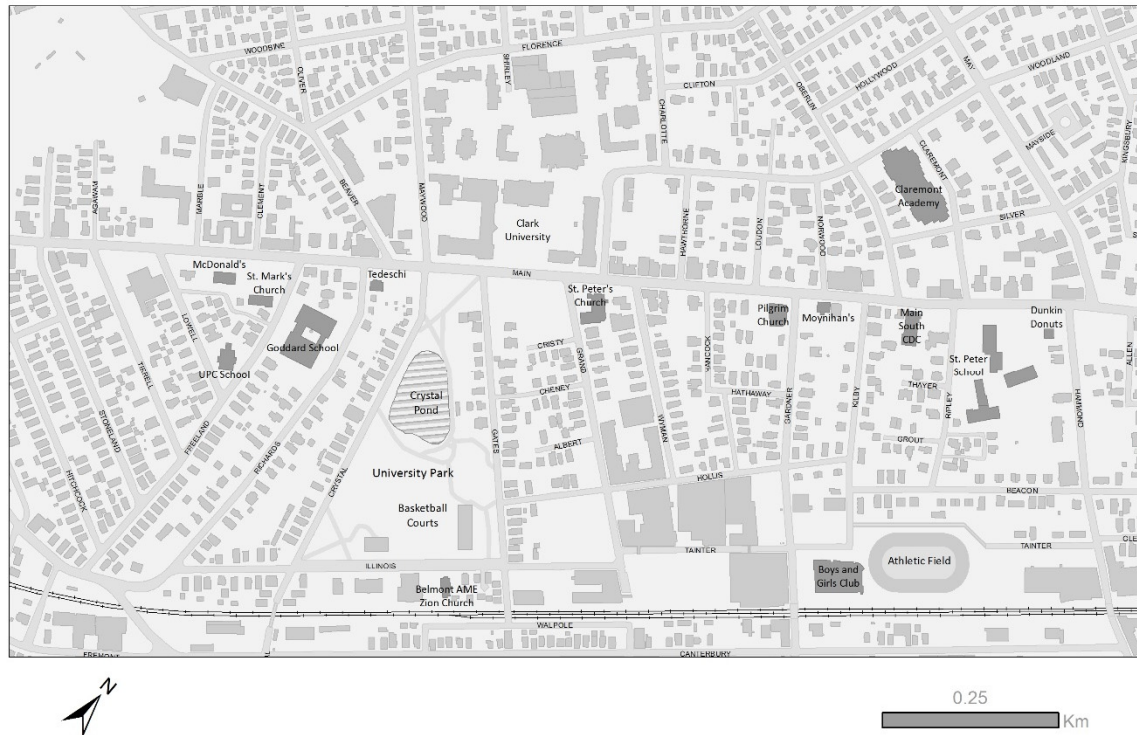 WOODBINE
OLIVER
SHIRLEY
FLORENCE
CLIFTON
CHARLOTTE
OBERLIN
HOLLYWOOD
MAY
WOODLAND
MAYSIDE
KINGSBURY
AGAWAM
MARBLE
CLEMENT
BEAVER
MAYWOOD
Clark
University
HAWTHORNE
LOUDON
WOODROW
CLAREMONT
Claremont
Academy
SILVER
S
McDonald's
St. Mark's
Church
Tedeschi
MAIN
St. Peter's
Church
Pilgrim
Church
Moynihan's
Main
South
CDC
Dunkin
Donuts
LOWELL
Goddard School
UPC School
TIRRELL
STONELAND
HITCHCOCK
FREELAND
RICHARDS
CRYSTAL
Crystal
Pond
GATES
CRISTY
CHENEY
ALBERT
GRAND
WYMAN
HANCOCK
HATHAWAY
GARDNER
KILBY
THAYER
RIPLEY
GROUT
St. Peter
School
HAMMOND
ALLEN
University Park
Basketball
Courts
HOLLIS
BEACON
TAINTER
TAINTER
CLE
ILLINOIS
Belmont AME
Zion Church
Boys and
Girls Club
Athletic Field
WALPOLE
FREMONT
CANTERBURY
N
0.25
Km